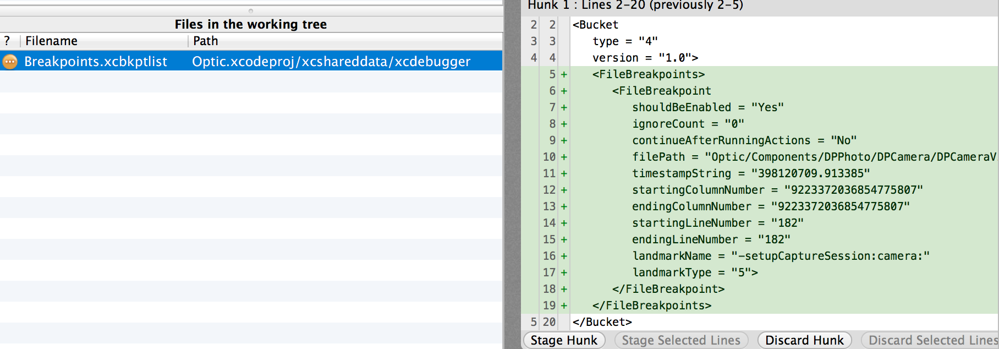 Files in the working tree
? Filename Path
Breakpoints.xcbkptlist Optic.xcodeproj/xcshareddata/xcdebugger
Hunk 1 : Lines 2-20 (previously 2-5)
2 2 <Bucket
3 3 type = "4"
4 4 version = "1.0">
5 + <FileBreakpoints>
6 + <FileBreakpoint
7 + shouldBeEnabled = "Yes"
8 + ignoreCount = "0"
9 + continueAfterRunningActions = "No"
10 + filePath = "Optic/Components/DPPhoto/DPCamera/DPCameraV
11 + timestampString = "398120709.913385"
12 + startingColumnNumber = "9223372036854775807"
13 + endingColumnNumber = "9223372036854775807"
14 + startingLineNumber = "182"
15 + endingLineNumber = "182"
16 + landmarkName = "-setupCaptureSession:camera:"
17 + landmarkType = "5">
18 + </FileBreakpoint>
19 + </FileBreakpoints>
5 20 </Bucket>
Stage Hunk Stage Selected Lines Discard Hunk Discard Selected Lines